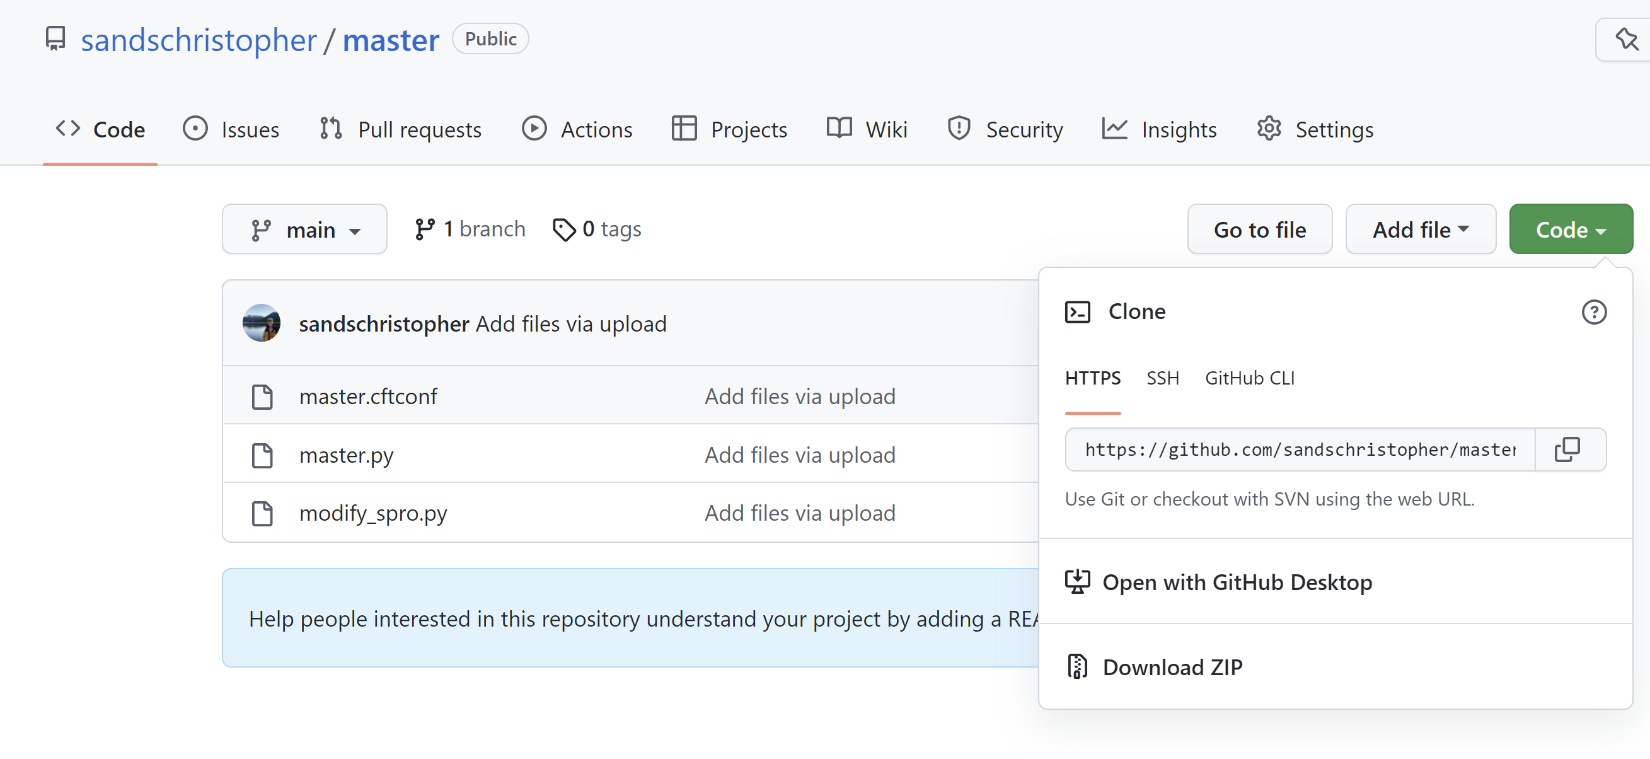 sandschristopher / master Public
Code Issues Pull requests Actions Projects Wiki Security Insights Settings
main 1 branch 0 tags Go to file Add file Code
sandschristopher Add files via upload
master.cftconf Add files via upload
master.py Add files via upload
modify_spro.py Add files via upload
Help people interested in this repository understand your project by adding a REA
Clone
HTTPS SSH GitHub CLI
https://github.com/sandschristopher/master
Use Git or checkout with SVN using the web URL.
Open with GitHub Desktop
Download ZIP